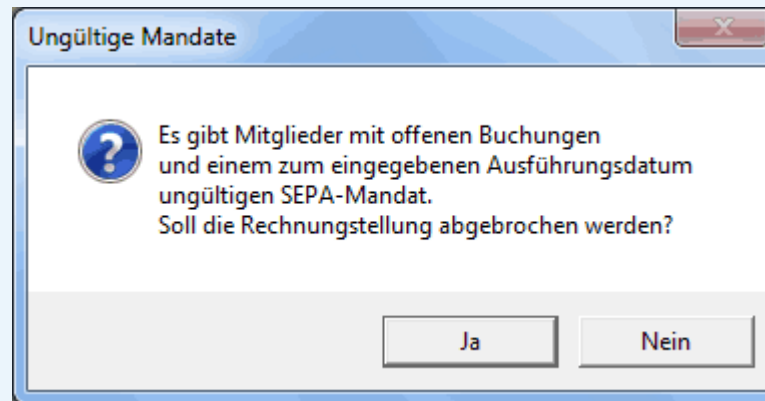 Ungültige Mandate
Es gibt Mitglieder mit offenen Buchungen
und einem zum eingegebenen Ausführungsdatum
ungültigen SEPA-Mandat.
Soll die Rechnungstellung abgebrochen werden?
Ja
Nein